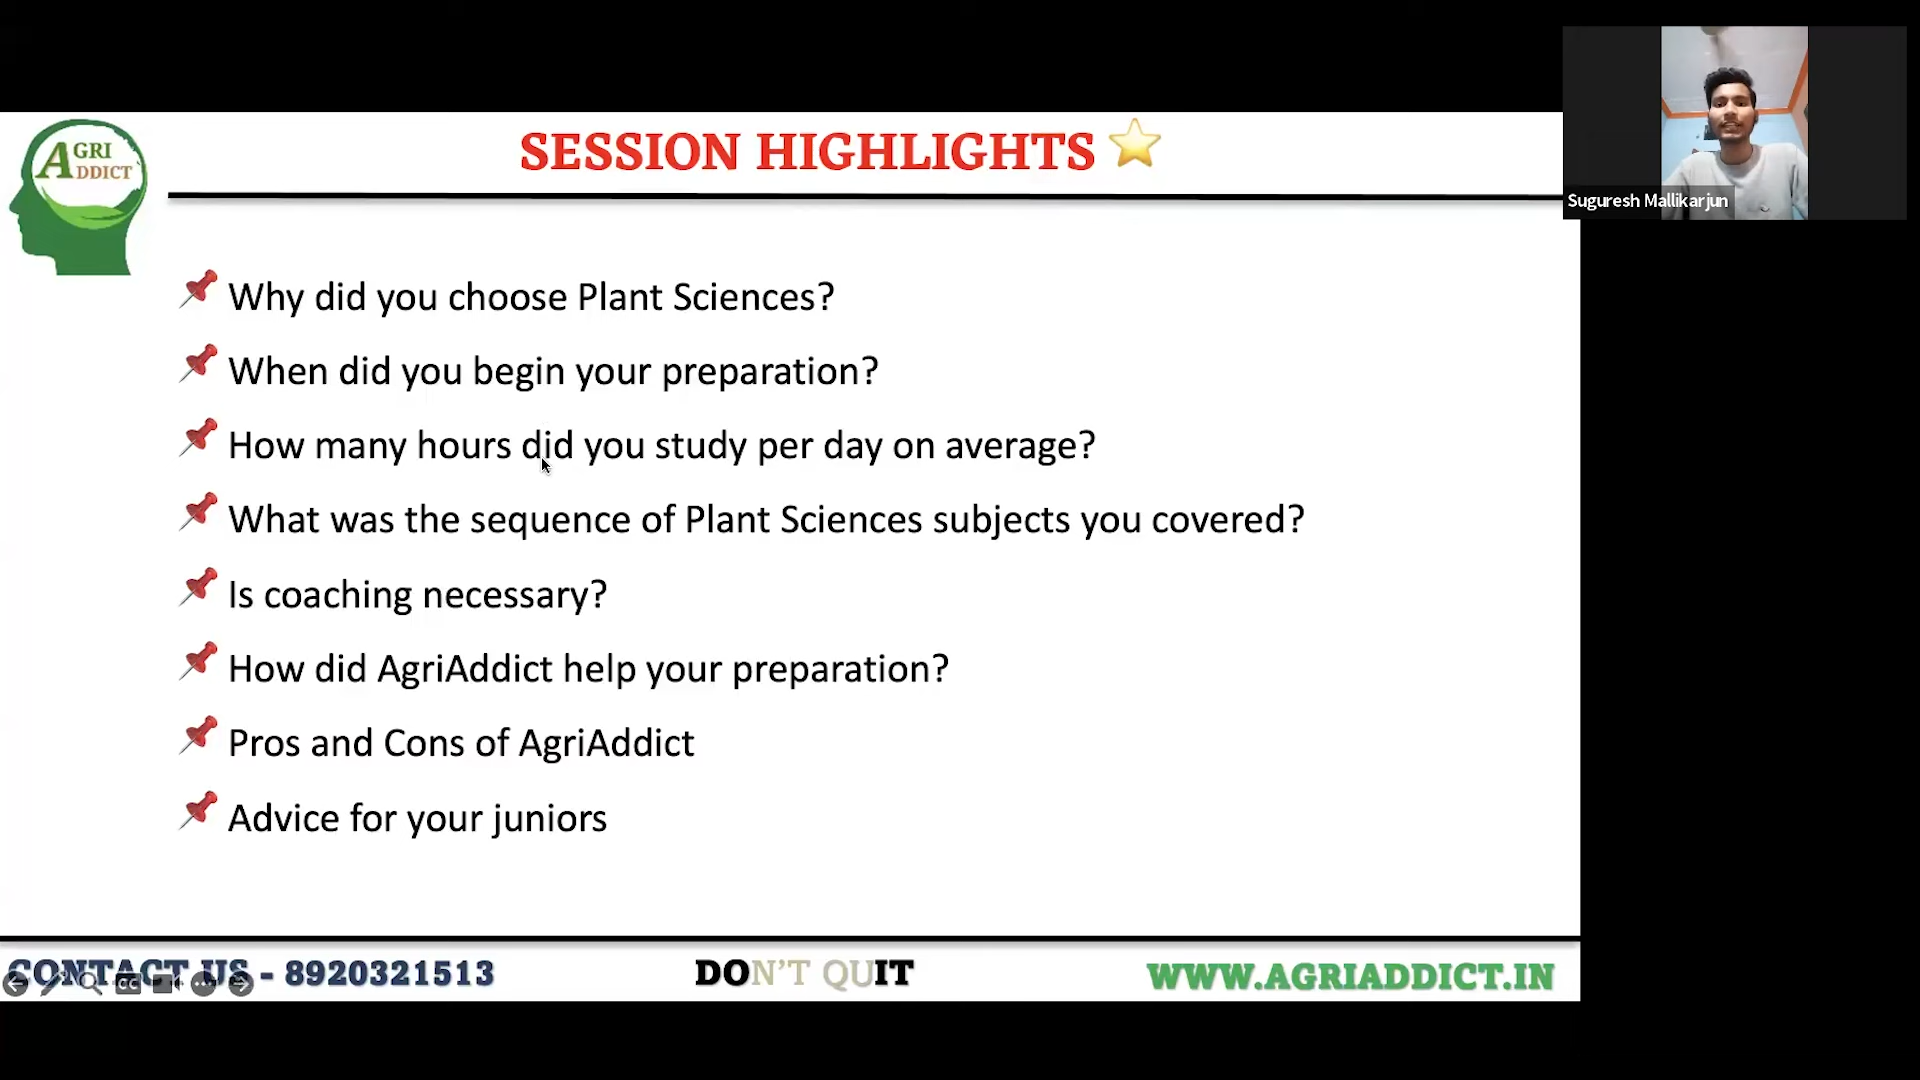 AGRI
ADDICT
SESSION HIGHLIGHTS
Suguresh Mallikarjun
Why did you choose Plant Sciences?
When did you begin your preparation?
How many hours did you study per day on average?
What was the sequence of Plant Sciences subjects you covered?
Is coaching necessary?
How did AgriAddict help your preparation?
Pros and Cons of AgriAddict
Advice for your juniors
CONTACT US - 8920321513
DON'T QUIT
WWW.AGRIADDICT.IN